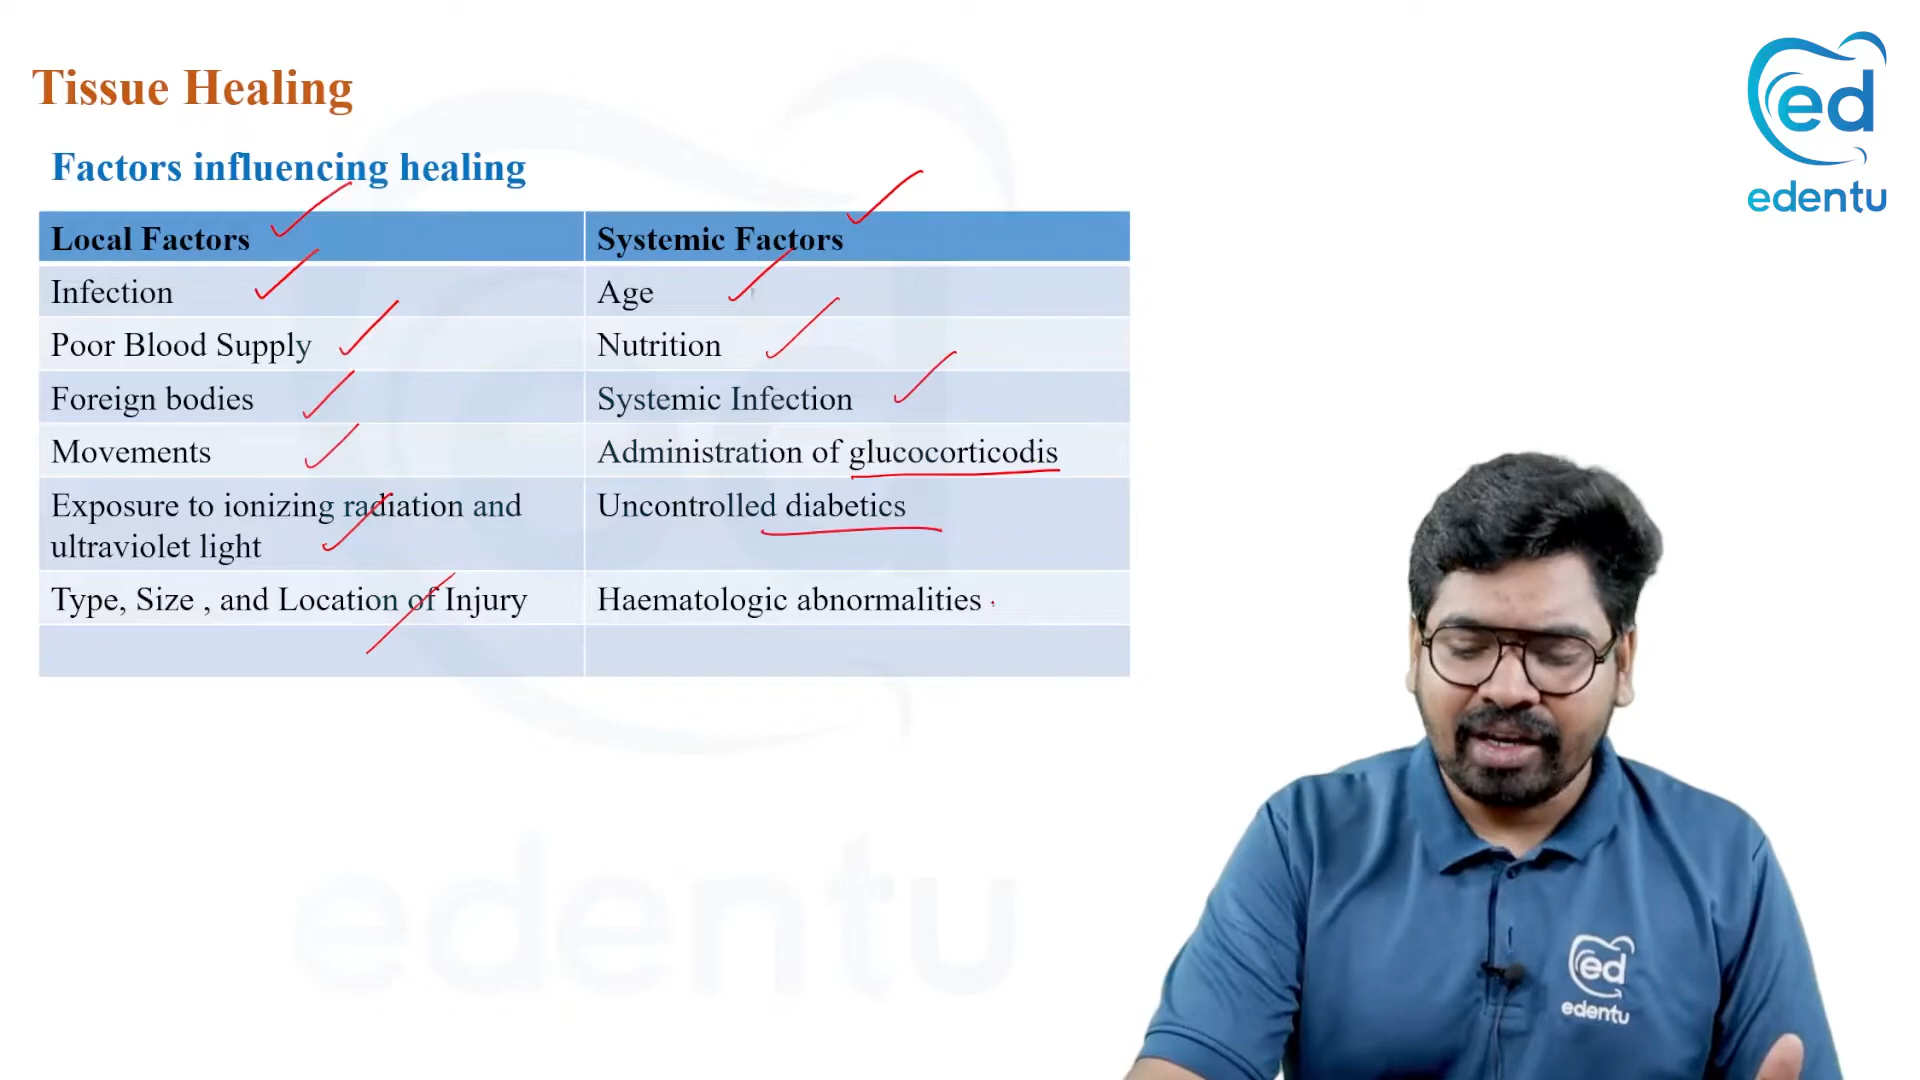 Tissue Healing
Factors influencing healing
Local Factors
Systemic Factors
Infection
Age
Poor Blood Supply
Nutrition
Foreign bodies
Systemic Infection
Movements
Administration of glucocorticodis
Exposure to ionizing radiation and
ultraviolet light
Uncontrolled diabetics
Type, Size , and Location of Injury
Haematologic abnormalities
ed
edentu
edentu
ed
edentu